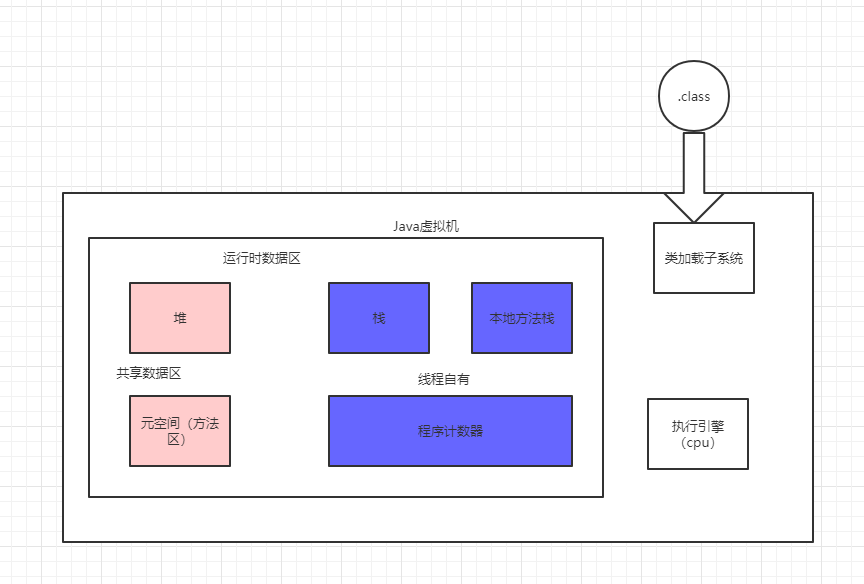 .class
Java虚拟机
运行时数据区
类加载子系统
堆
栈
本地方法栈
共享数据区
线程自有
元空间（方法
区）
程序计数器
执行引擎
（cpu）